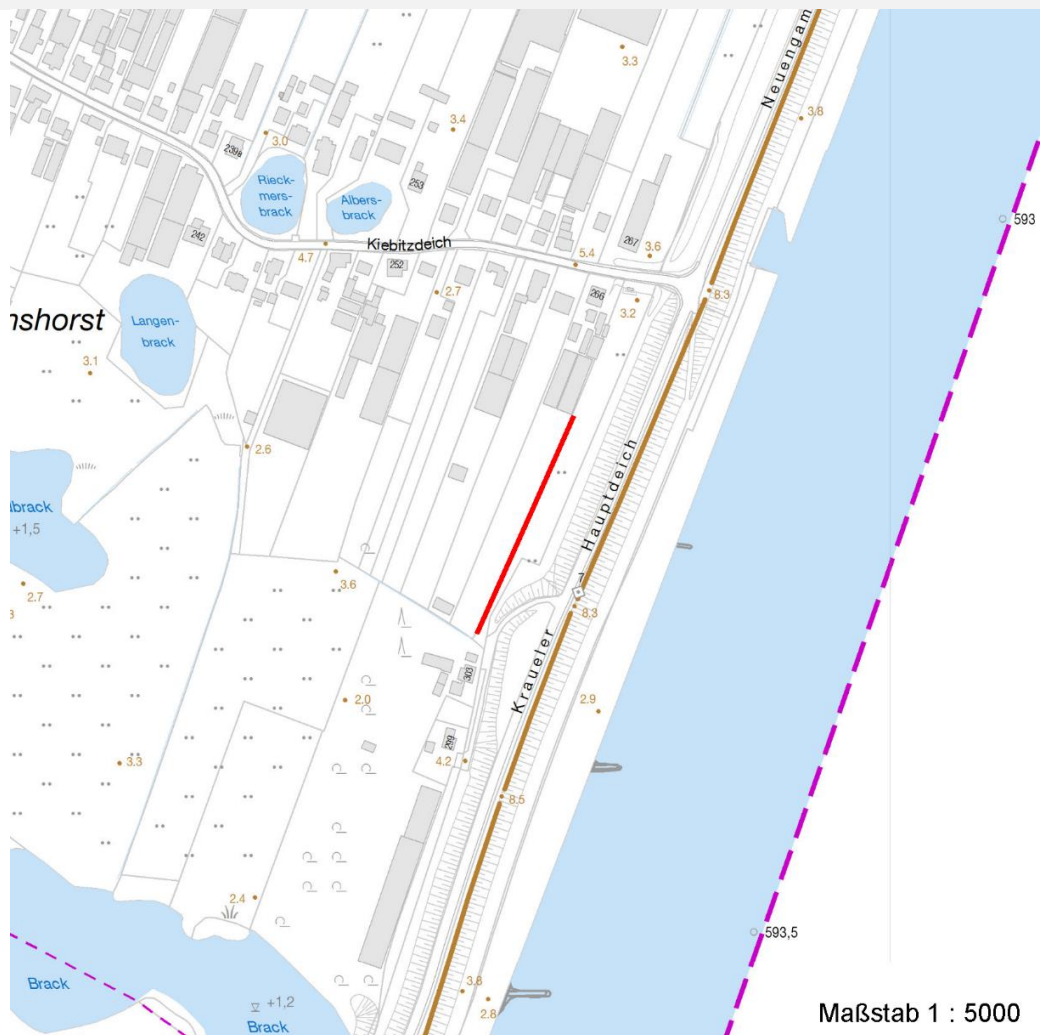 Neuengam
3.3
3.8
3.4
3.0
239a
Rieck-
mers-
brack
Albers-
brack
253
593
242
Kiebitzdeich
267
3.6
4.7
252
5.4
2.7
266
8.3
3.2
nshorst
Langen-
brack
3.1
2.6
Hauptdeich
brack
+1,5
2.7
3.6
7
8.3
3
Kraueler
303
2.0
2.9
299
4.2
3.3
8.5
2.4
593,5
Brack
+1,2
Brack
3.8
2.8
Maßstab 1 : 5000